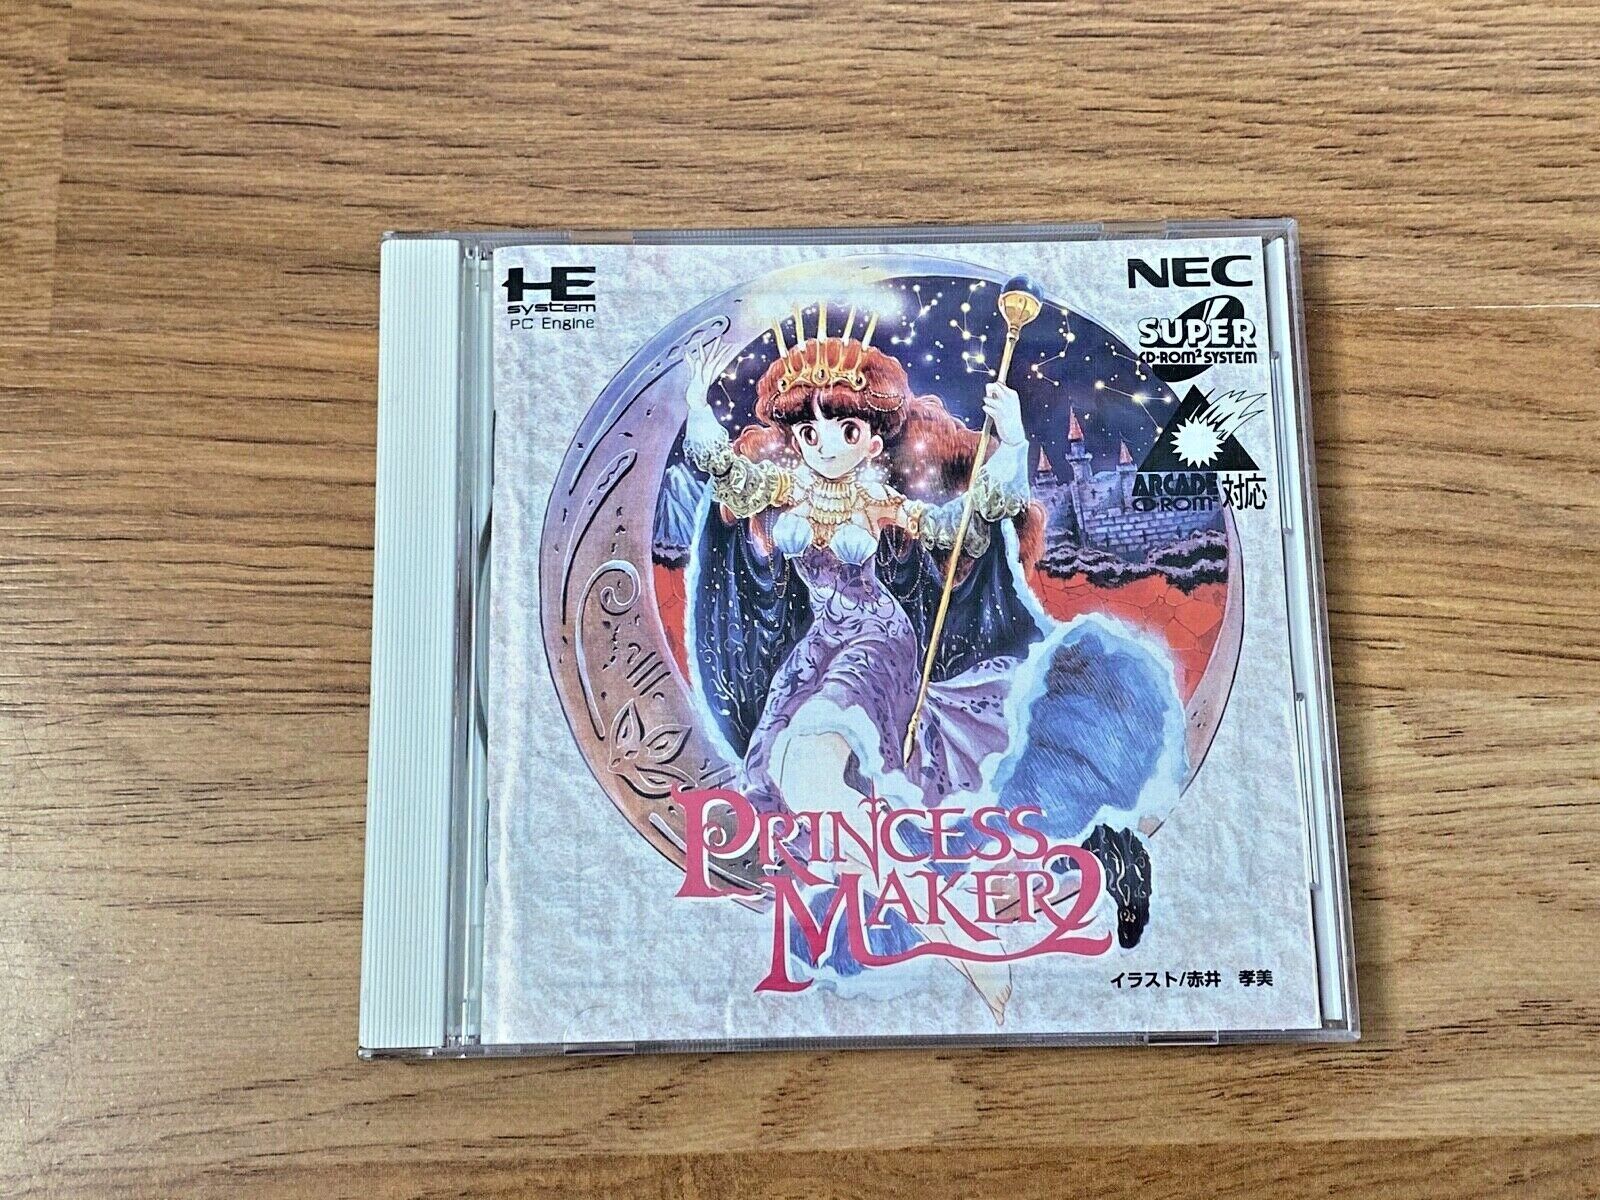 HE
system
PC Engine
NEC
SUPER
CD-ROM² SYSTEM
ARCADE
CD-ROM²
対応
PRINCESS
MAKER2
イラスト/赤井 孝美